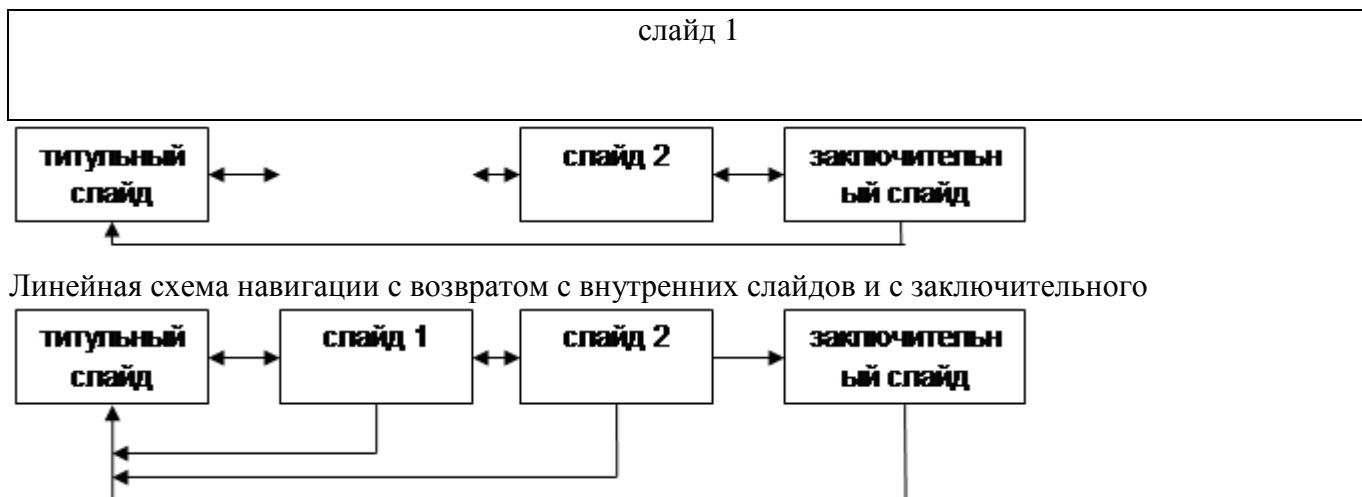 слайд 1
титульный
слайд
слайд 2
заключительн
ый слайд
Линейная схема навигации с возвратом с внутренних слайдов и с заключительного
титульный
слайд
слайд 1
слайд 2
заключительн
ый слайд